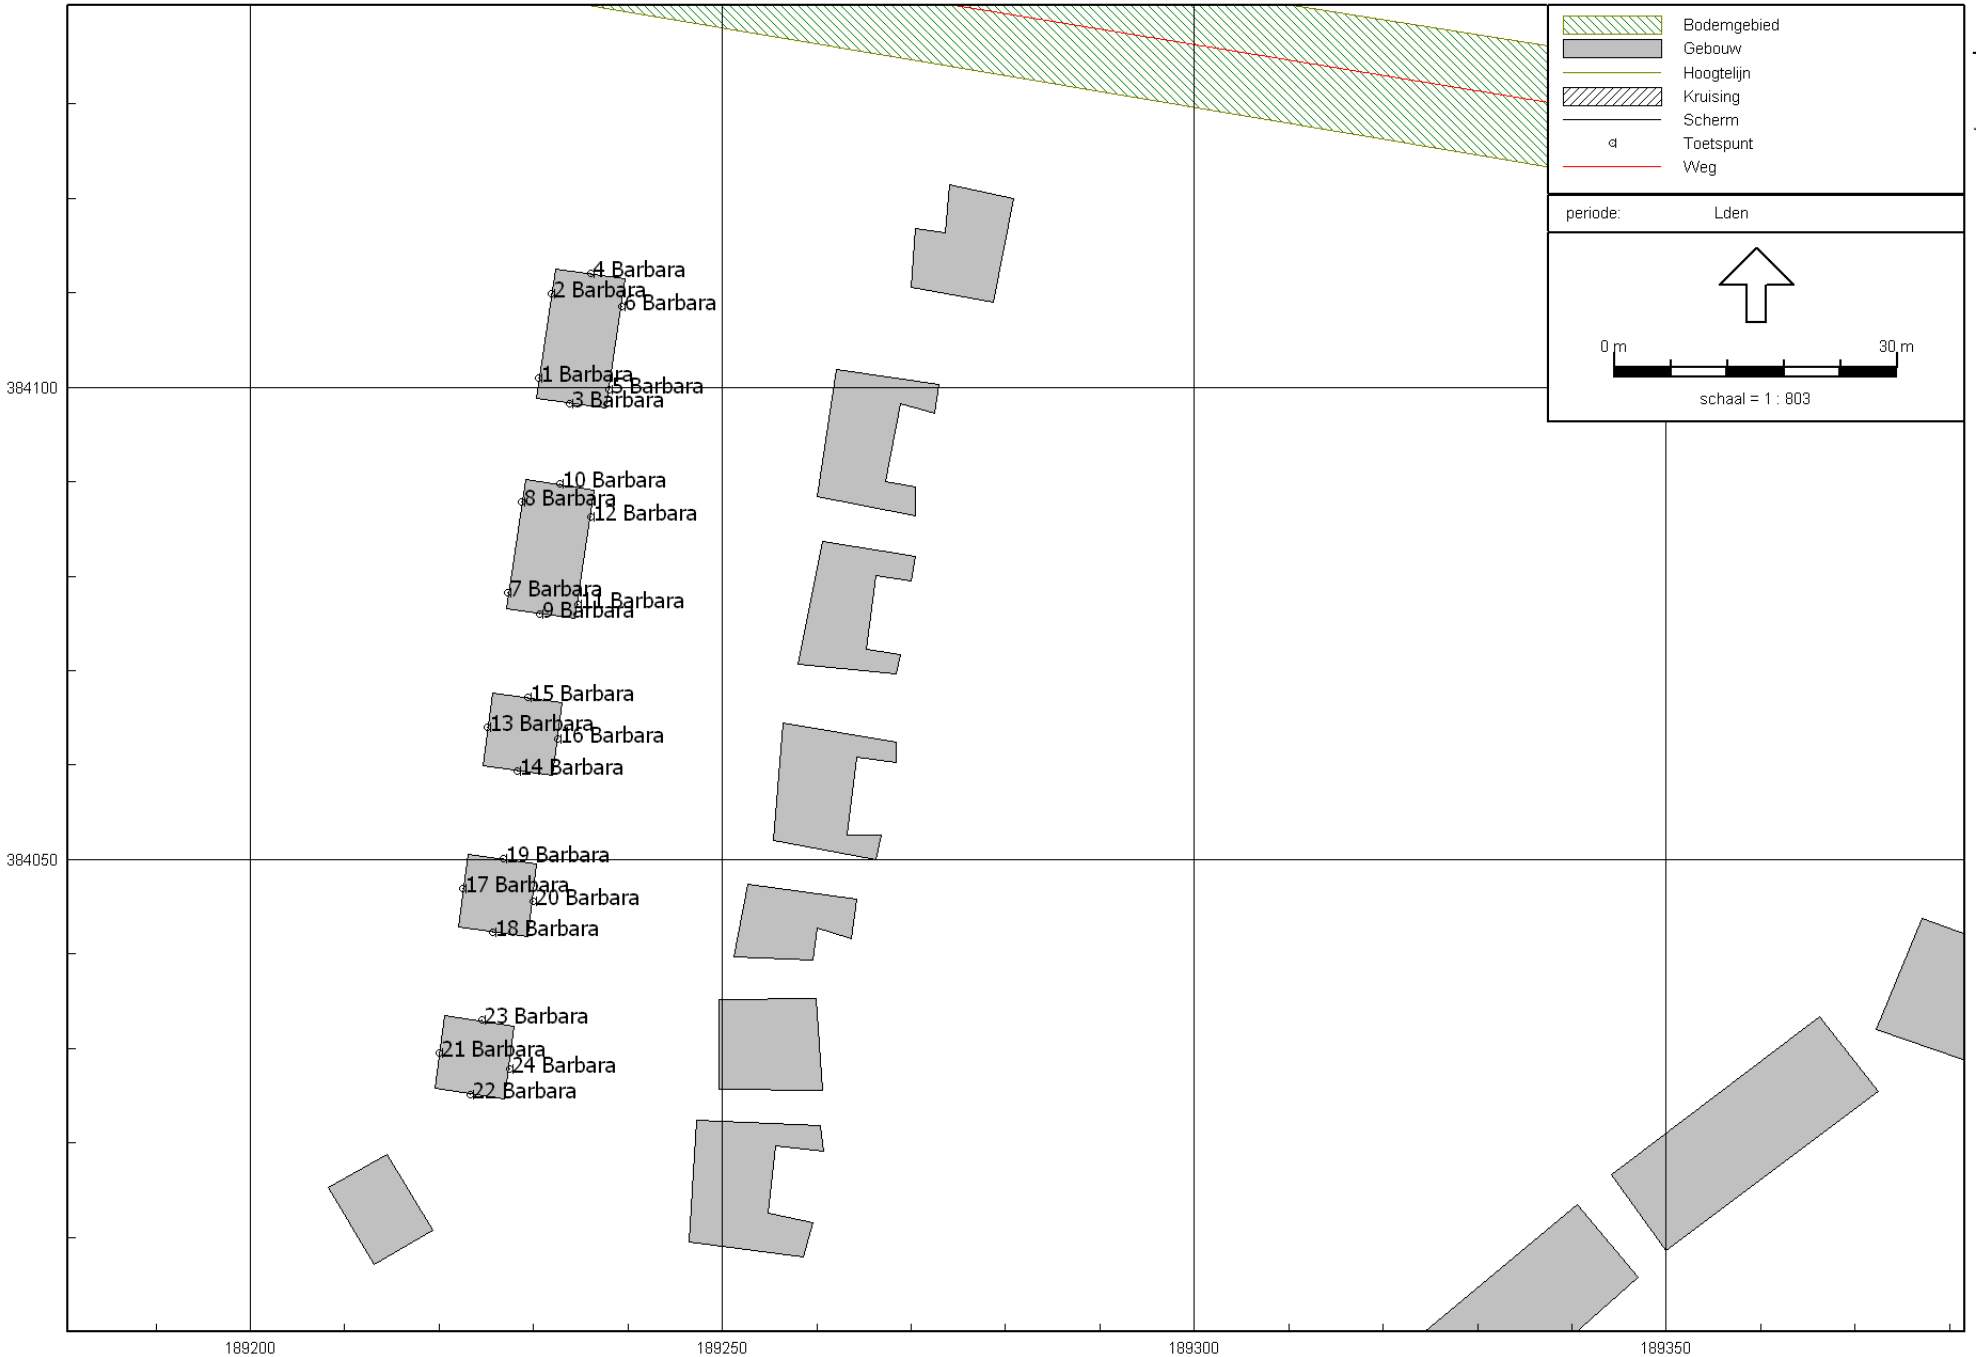 Bodemgebied
Gebouw
Hoogtelijn
Kruising
Scherm
Toetspunt
Weg
periode: Lden
0 m 30 m
schaal = 1 : 803
4 Barbara
2 Barbara
6 Barbara
1 Barbara
5 Barbara
3 Barbara
384100
10 Barbara
8 Barbara
12 Barbara
7 Barbara
11 Barbara
9 Barbara
15 Barbara
13 Barbara
16 Barbara
14 Barbara
19 Barbara
384050
17 Barbara
20 Barbara
18 Barbara
23 Barbara
21 Barbara
24 Barbara
22 Barbara
189200 189250 189300 189350